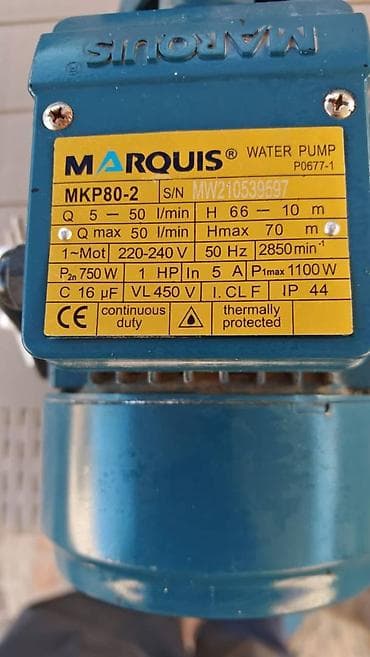 MARQUIS
MARQUIS® WATER PUMP
P0677-1
MKP80-2 S/N MW210539597
Q 5 – 50 l/min H 66 – 10 m
Q max 50 l/min Hmax 70 m
1~Mot 220-240 V 50 Hz 2850min⁻¹
P₂ₙ 750 W 1 HP In 5 A P1max 1100 W
C 16 µF VL 450 V I. CL F IP 44
CE continuous duty thermally protected